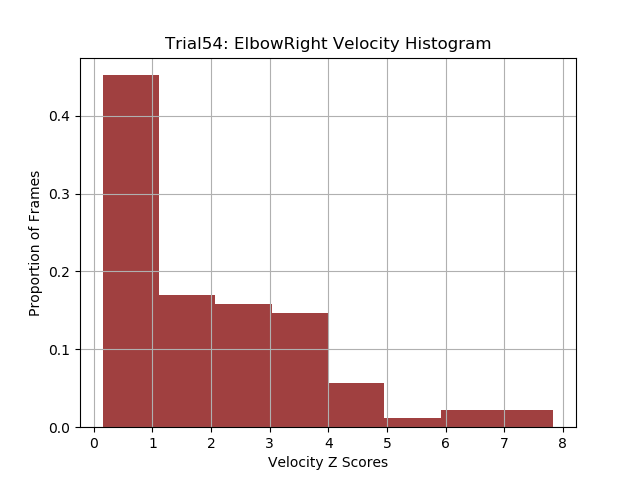 Trial54: ElbowRight Velocity Histogram
0.4
0.3
0.2
0.1
0.0
Proportion of Frames
0 1 2 3 4 5 6 7 8
Velocity Z Scores